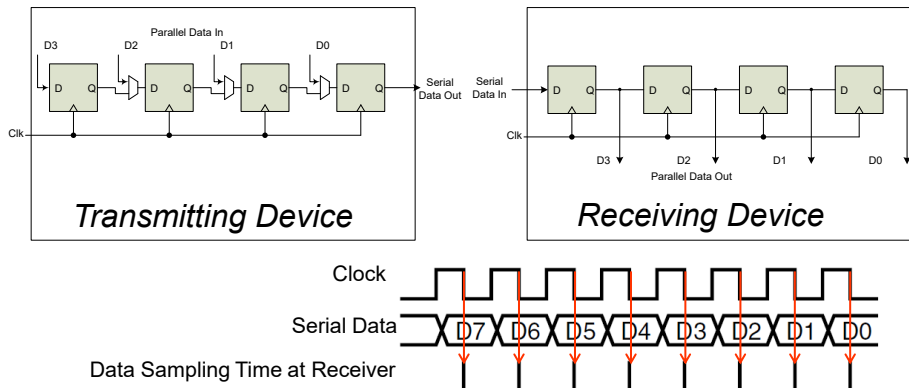 Parallel Data In
D3 D2 D1 D0
D Q D Q D Q D Q
Serial
Data Out
Clk
Transmitting Device
Serial
Data In
D Q D Q D Q D Q
Clk
D3 D2 D1 D0
Parallel Data Out
Receiving Device
Clock
Serial Data D7 D6 D5 D4 D3 D2 D1 D0
Data Sampling Time at Receiver